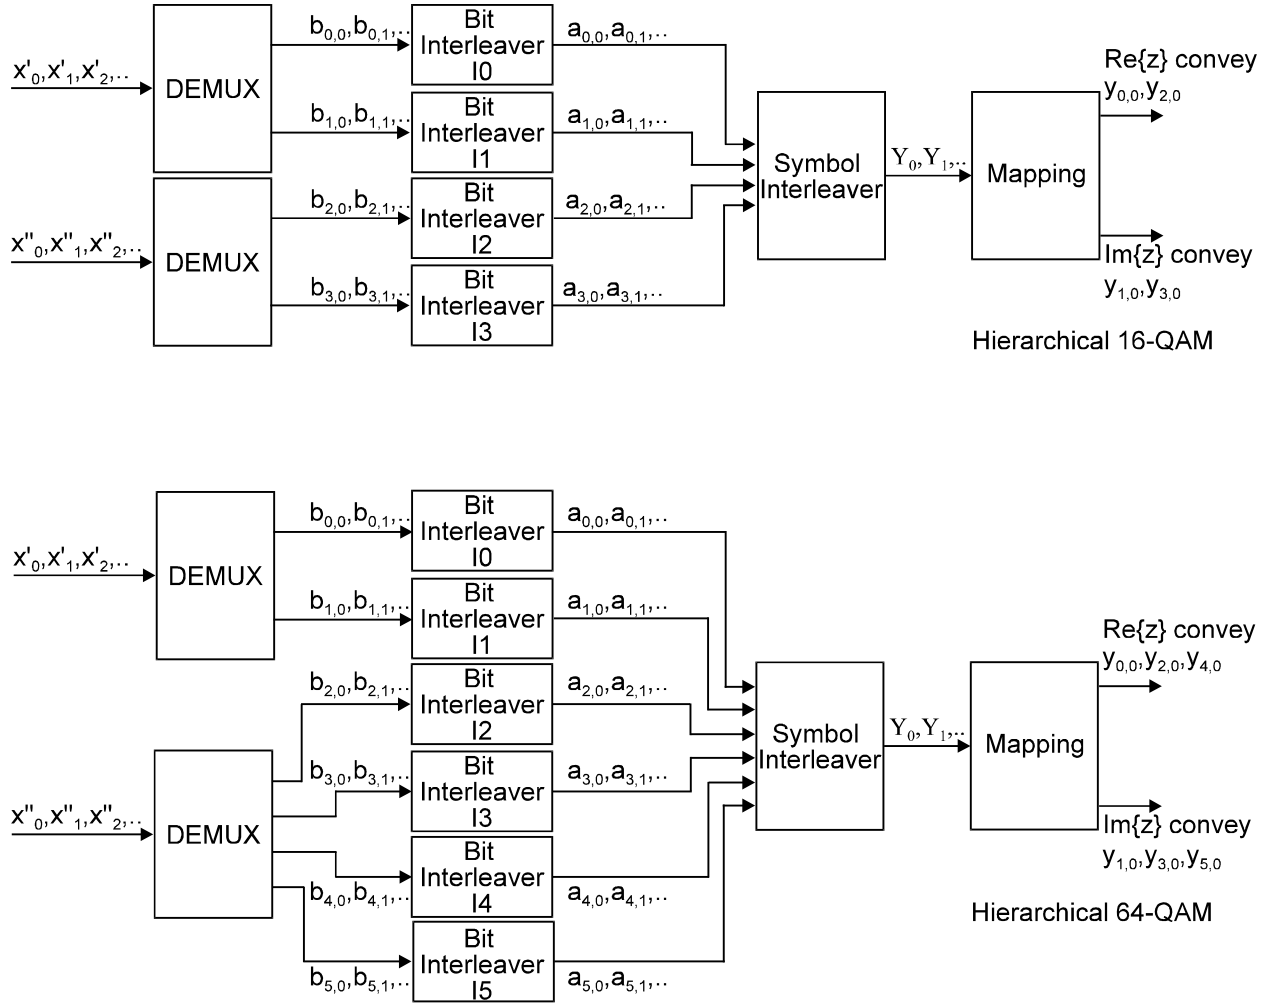 x'0,x'1,x'2,..
DEMUX
b0,0,b0,1,..
Bit
Interleaver
I0
a0,0,a0,1,..
b1,0,b1,1,..
Bit
Interleaver
I1
a1,0,a1,1,..
x"0,x"1,x"2,..
DEMUX
b2,0,b2,1,..
Bit
Interleaver
I2
a2,0,a2,1,..
b3,0,b3,1,..
Bit
Interleaver
I3
a3,0,a3,1,..
Symbol
Interleaver
Y0,Y1,..
Mapping
Re{z} convey
y0,0,y2,0
Im{z} convey
y1,0,y3,0
Hierarchical 16-QAM
x'0,x'1,x'2,..
DEMUX
b0,0,b0,1,..
Bit
Interleaver
I0
a0,0,a0,1,..
b1,0,b1,1,..
Bit
Interleaver
I1
a1,0,a1,1,..
x"0,x"1,x"2,..
DEMUX
b2,0,b2,1,..
Bit
Interleaver
I2
a2,0,a2,1,..
b3,0,b3,1,..
Bit
Interleaver
I3
a3,0,a3,1,..
b4,0,b4,1,..
Bit
Interleaver
I4
a4,0,a4,1,..
b5,0,b5,1,..
Bit
Interleaver
I5
a5,0,a5,1,..
Symbol
Interleaver
Y0,Y1,..
Mapping
Re{z} convey
y0,0,y2,0,y4,0
Im{z} convey
y1,0,y3,0,y5,0
Hierarchical 64-QAM